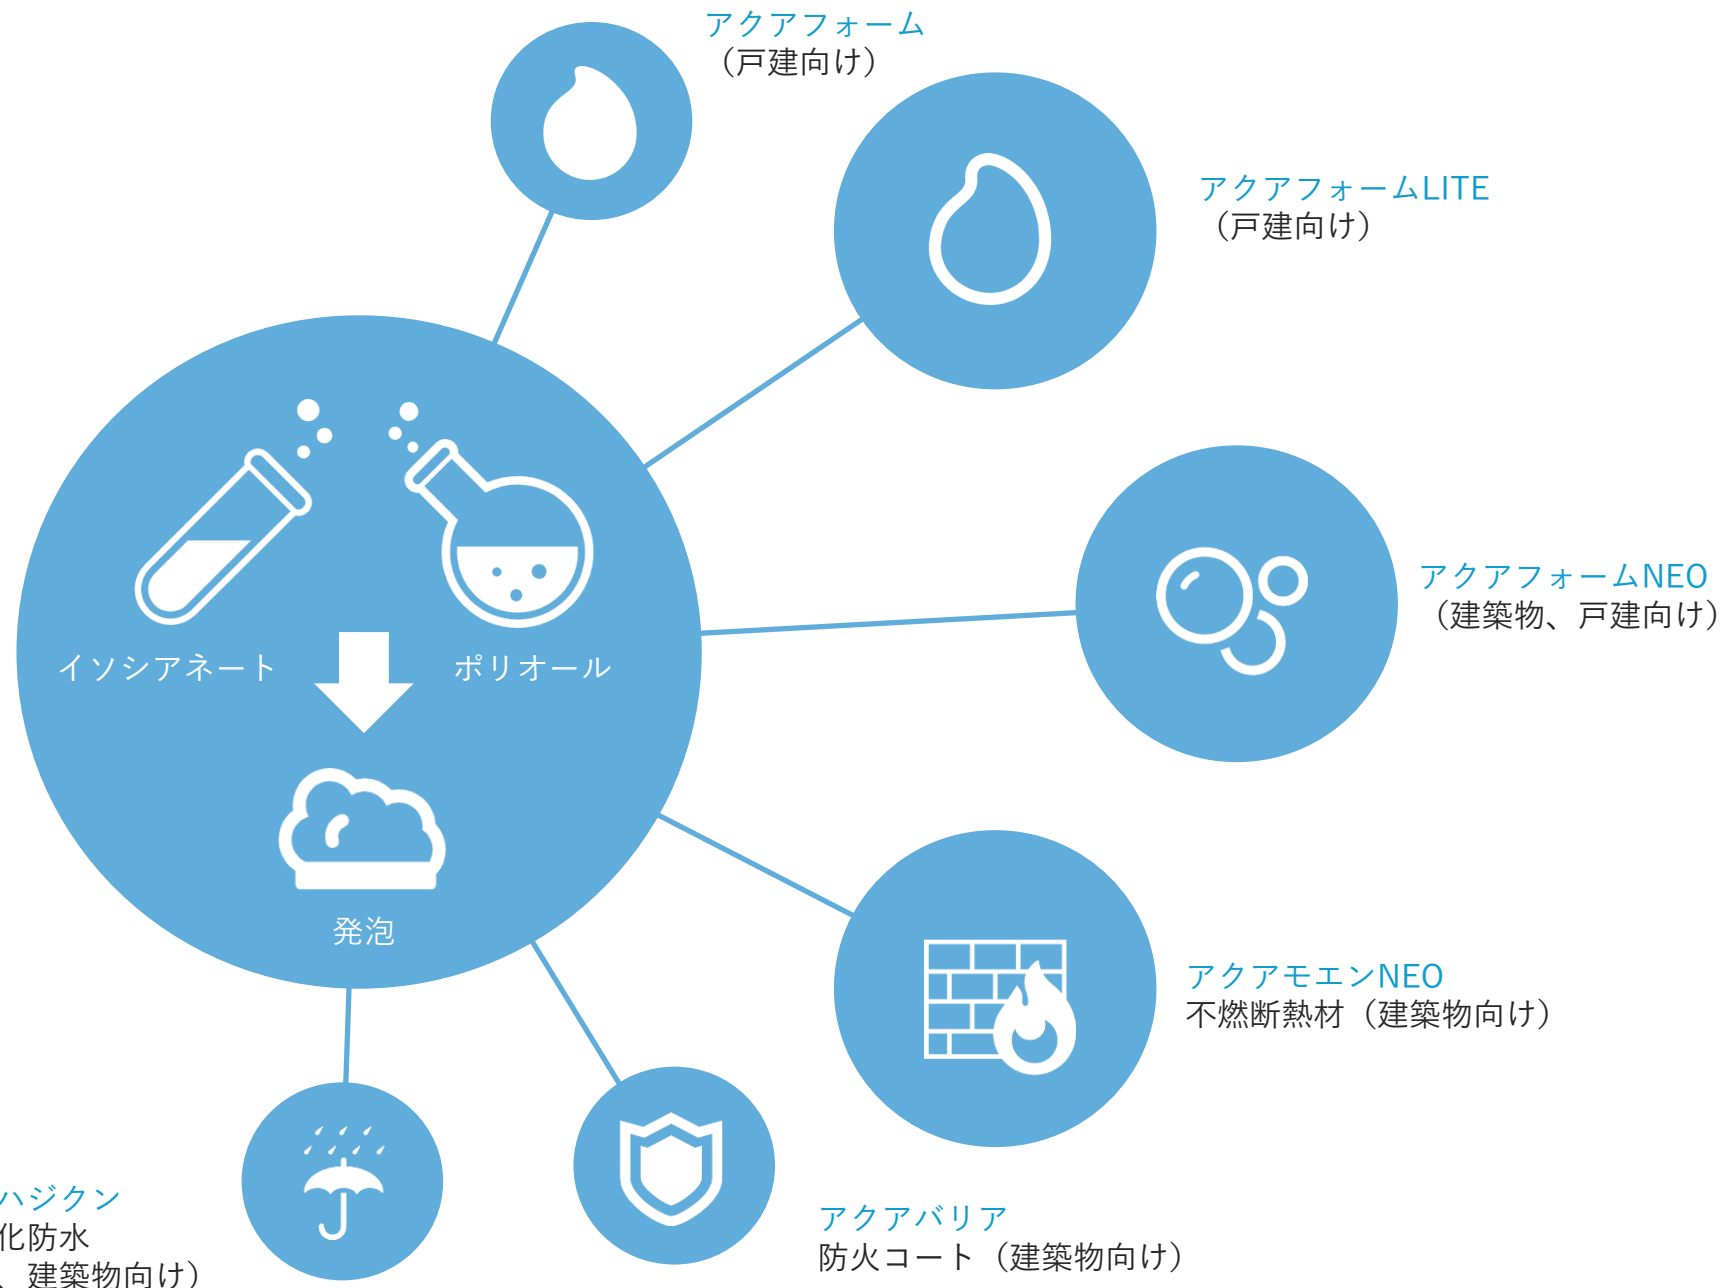 アクアフォーム
（戸建向け）
アクアフォームLITE
（戸建向け）
アクアフォームNEO
（建築物、戸建向け）
イソシアネート
ポリオール
発泡
アクアモエンNEO
不燃断熱材（建築物向け）
アクアバリア
防火コート（建築物向け）
ハジクン
化防水
、建築物向け）